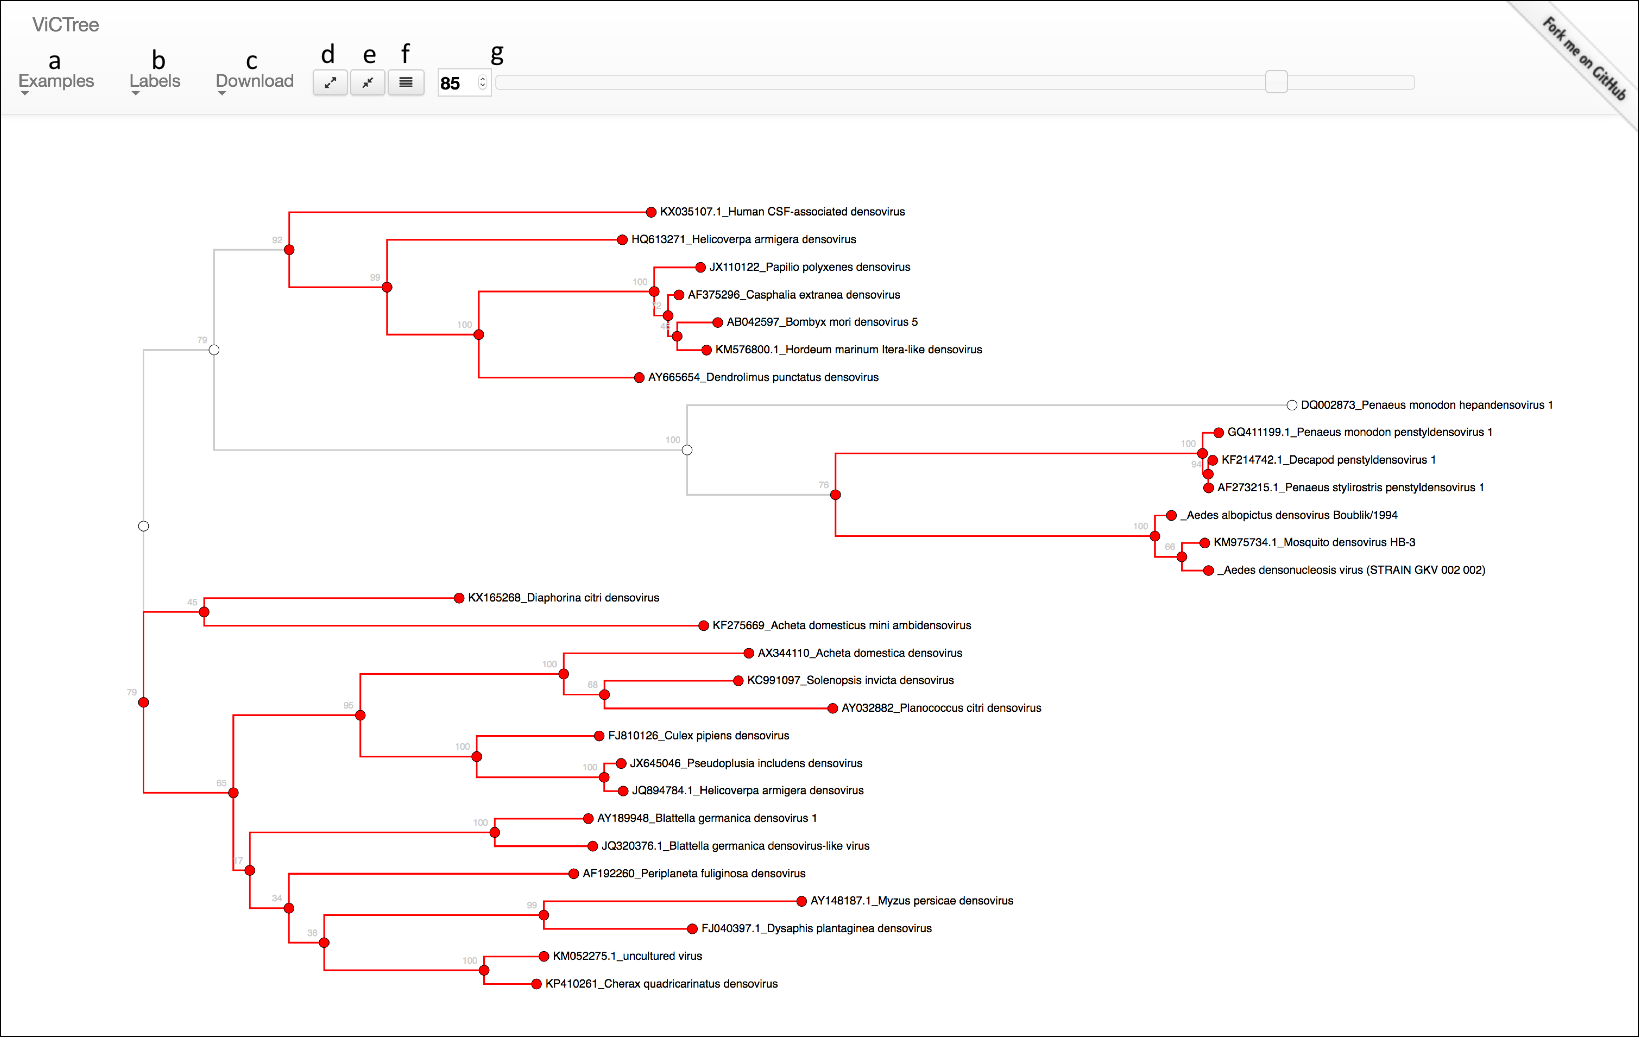 ViCTree
a b c d e f g
Examples Labels Download 85
Fork me on GitHub
KX035107.1_Human CSF-associated densovirus
92
HQ613271_Helicoverpa armigera densovirus
JX110122_Papilio polyxenes densovirus
99
100
AF375296_Casphalia extranea densovirus
AB042597_Bombyx mori densovirus 5
100
79
KM576800.1_Hordeum marinum Itera-like densovirus
AY665654_Dendrolimus punctatus densovirus
DQ002873_Penaeus monodon hepandensovirus 1
GQ411199.1_Penaeus monodon penstyldensovirus 1
100
100
KF214742.1_Decapod penstyldensovirus 1
94
76
AF273215.1_Penaeus stylirostris penstyldensovirus 1
_Aedes albopictus densovirus Boublik/1994
100
KM975734.1_Mosquito densovirus HB-3
66
_Aedes densonucleosis virus (STRAIN GKV 002 002)
KX165268_Diaphorina citri densovirus
45
KF275669_Acheta domesticus mini ambidensovirus
AX344110_Acheta domestica densovirus
100
KC991097_Solenopsis invicta densovirus
68
79
AY032882_Planococcus citri densovirus
95
FJ810126_Culex pipiens densovirus
100
JX645046_Pseudoplusia includens densovirus
100
65
JQ894784.1_Helicoverpa armigera densovirus
AY189948_Blattella germanica densovirus 1
100
JQ320376.1_Blattella germanica densovirus-like virus
17
AF192260_Periplaneta fuliginosa densovirus
34
AY148187.1_Myzus persicae densovirus
99
FJ040397.1_Dysaphis plantaginea densovirus
38
KM052275.1_uncultured virus
100
KP410261_Cherax quadricarinatus densovirus